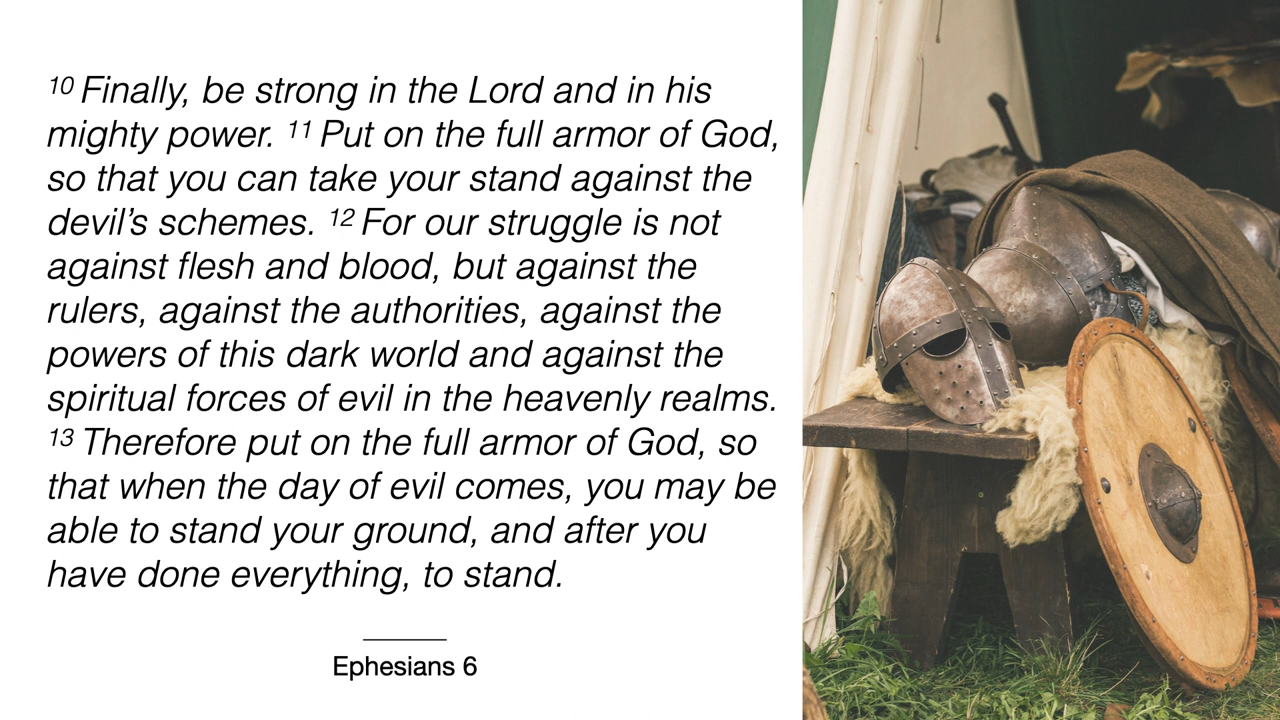 10 Finally, be strong in the Lord and in his
mighty power. 11 Put on the full armor of God,
so that you can take your stand against the
devil’s schemes. 12 For our struggle is not
against flesh and blood, but against the
rulers, against the authorities, against the
powers of this dark world and against the
spiritual forces of evil in the heavenly realms.
13 Therefore put on the full armor of God, so
that when the day of evil comes, you may be
able to stand your ground, and after you
have done everything, to stand.
Ephesians 6